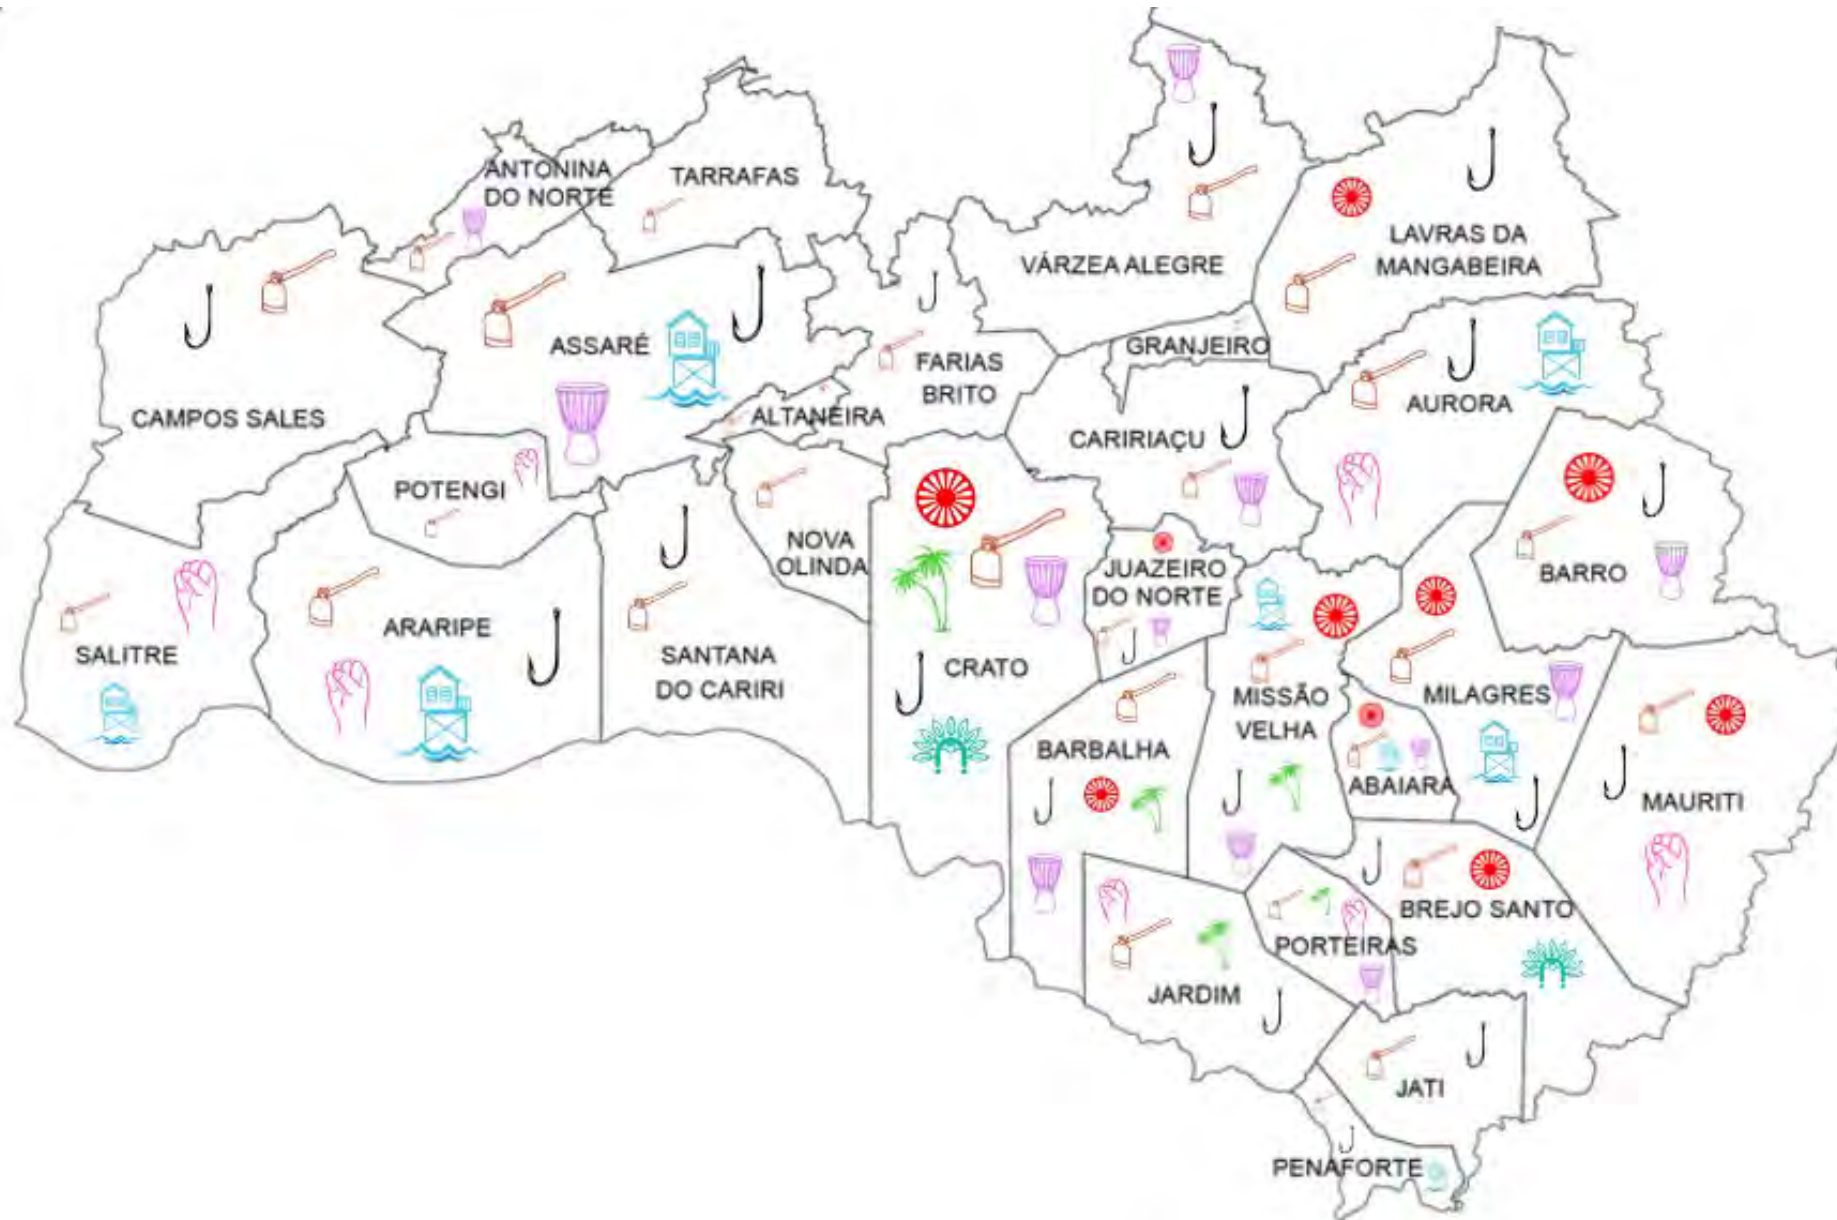 ANTONINA
DO NORTE
TARRAFAS
VÁRZEA ALEGRE
LAVRAS DA
MANGABEIRA
CAMPOS SALES
ASSARÉ
ALTANEIRA
FARIAS
BRITO
GRANJEIRO
CARIRIAÇU
AURORA
POTENGI
NOVA
OLINDA
JUAZEIRO
DO NORTE
BARRO
SALITRE
ARARIPE
SANTANA
DO CARIRI
CRATO
MISSÃO
VELHA
MILAGRES
BARBALHA
ABAIARA
MAURITI
BREJO SANTO
PORTEIRAS
JARDIM
JATI
PENAFORTE